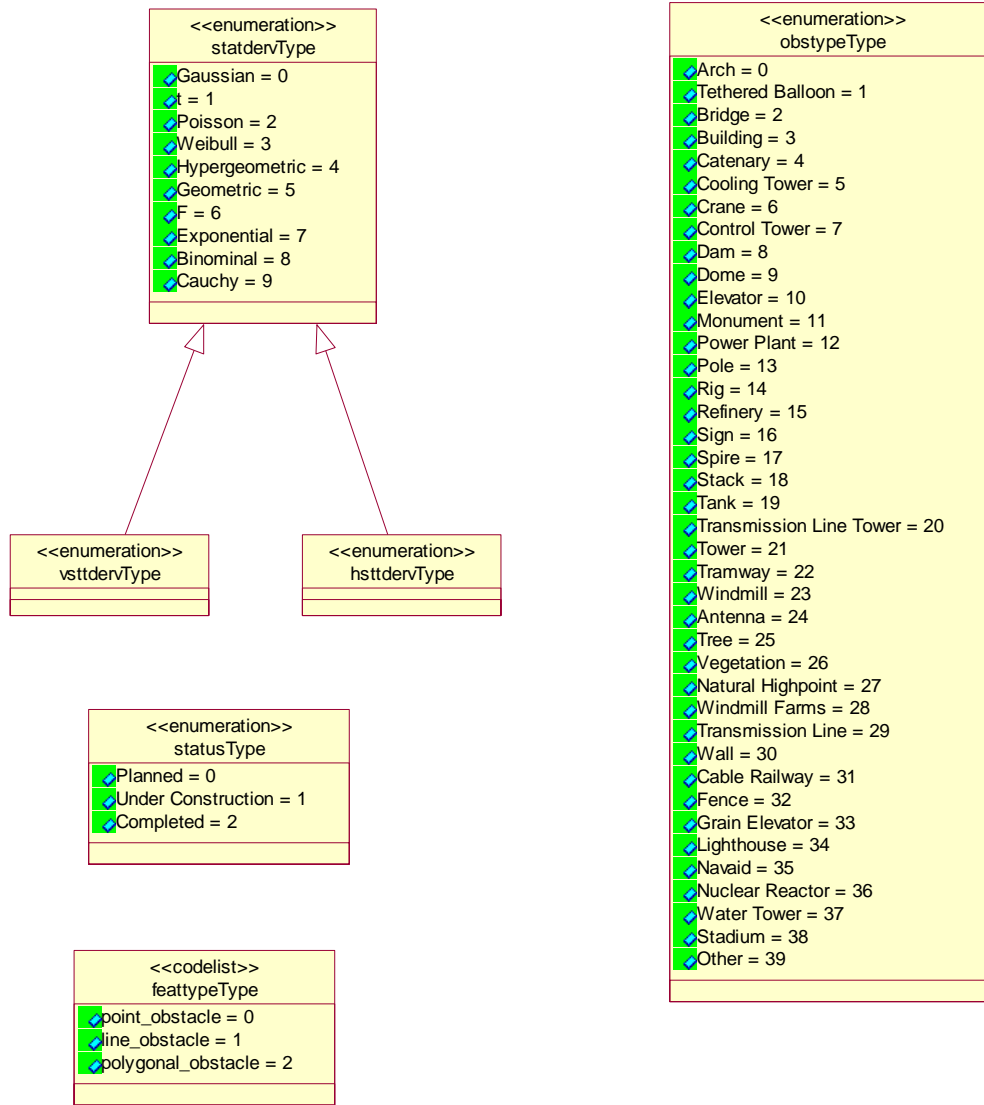 <<enumeration>>
statdervType
Gaussian = 0
t = 1
Poisson = 2
Weibull = 3
Hypergeometric = 4
Geometric = 5
F = 6
Exponential = 7
Binominal = 8
Cauchy = 9
<<enumeration>>
vsttdervType
<<enumeration>>
hsttdervType
<<enumeration>>
statusType
Planned = 0
Under Construction = 1
Completed = 2
<<codelist>>
feattypeType
point_obstacle = 0
line_obstacle = 1
polygonal_obstacle = 2
<<enumeration>>
obstypeType
Arch = 0
Tethered Balloon = 1
Bridge = 2
Building = 3
Catenary = 4
Cooling Tower = 5
Crane = 6
Control Tower = 7
Dam = 8
Dome = 9
Elevator = 10
Monument = 11
Power Plant = 12
Pole = 13
Rig = 14
Refinery = 15
Sign = 16
Spire = 17
Stack = 18
Tank = 19
Transmission Line Tower = 20
Tower = 21
Tramway = 22
Windmill = 23
Antenna = 24
Tree = 25
Vegetation = 26
Natural Highpoint = 27
Windmill Farms = 28
Transmission Line = 29
Wall = 30
Cable Railway = 31
Fence = 32
Grain Elevator = 33
Lighthouse = 34
Navaid = 35
Nuclear Reactor = 36
Water Tower = 37
Stadium = 38
Other = 39